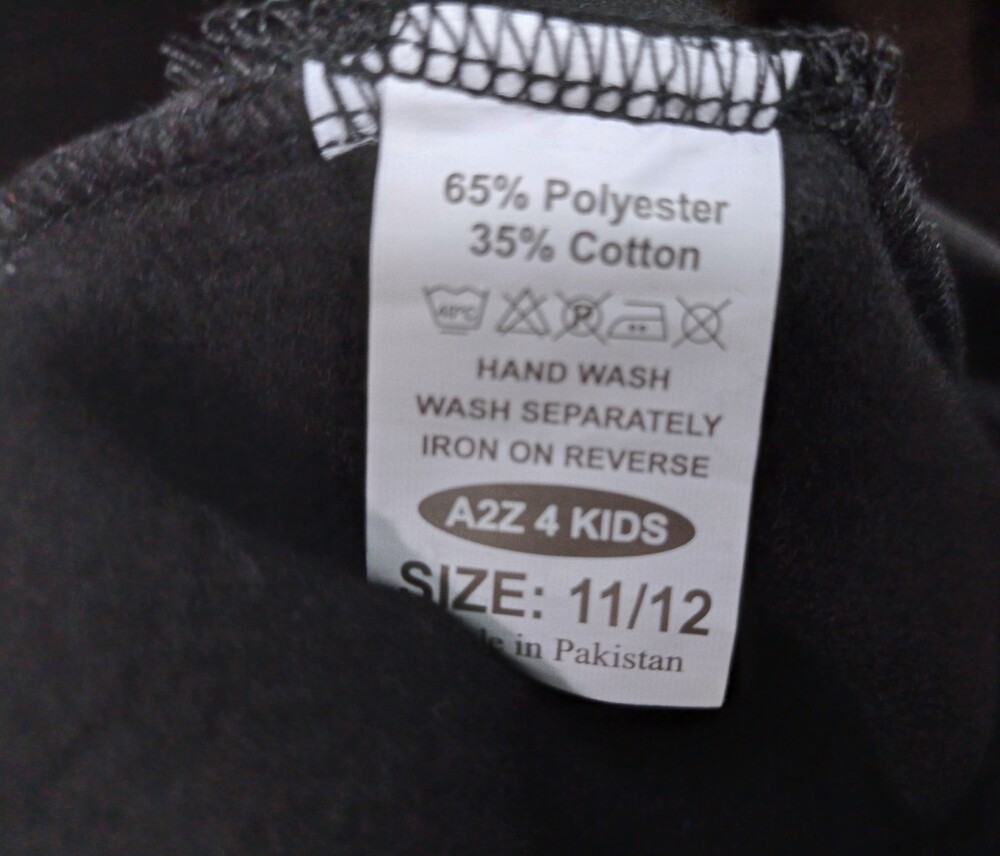 65% Polyester
35% Cotton
40°C P
HAND WASH
WASH SEPARATELY
IRON ON REVERSE
A2Z 4 KIDS
SIZE: 11/12
in Pakistan